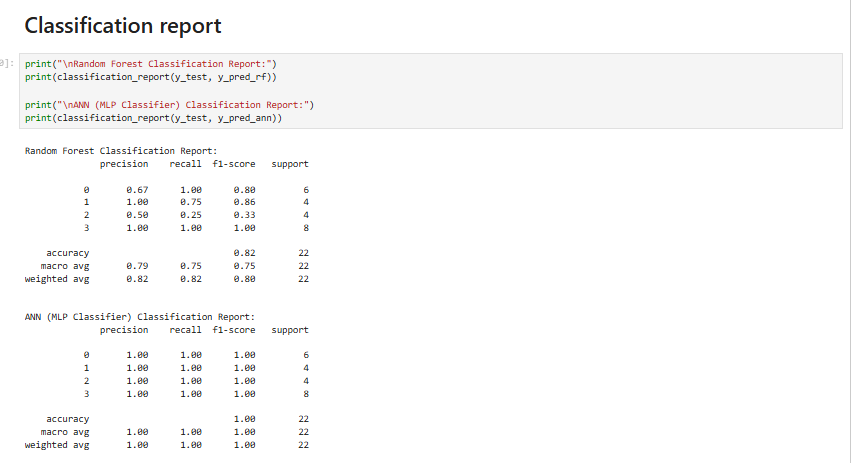 Classification report
0]:
print("\nRandom Forest Classification Report:")
print(classification_report(y_test, y_pred_rf))
print("\nANN (MLP Classifier) Classification Report:")
print(classification_report(y_test, y_pred_ann))
Random Forest Classification Report:
precision recall f1-score support
0 0.67 1.00 0.80 6
1 1.00 0.75 0.86 4
2 0.50 0.25 0.33 4
3 1.00 1.00 1.00 8
accuracy 0.82 22
macro avg 0.79 0.75 0.75 22
weighted avg 0.82 0.82 0.80 22
ANN (MLP Classifier) Classification Report:
precision recall f1-score support
0 1.00 1.00 1.00 6
1 1.00 1.00 1.00 4
2 1.00 1.00 1.00 4
3 1.00 1.00 1.00 8
accuracy 1.00 22
macro avg 1.00 1.00 1.00 22
weighted avg 1.00 1.00 1.00 22